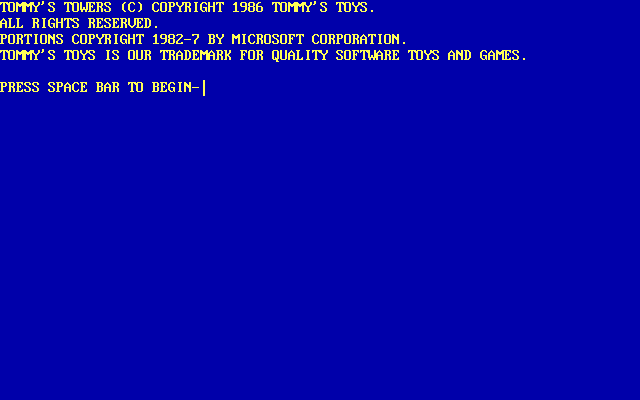 TOMMY'S TOWERS (C) COPYRIGHT 1986 TOMMY'S TOYS.
ALL RIGHTS RESERVED.
PORTIONS COPYRIGHT 1982-7 BY MICROSOFT CORPORATION.
TOMMY'S TOYS IS OUR TRADEMARK FOR QUALITY SOFTWARE TOYS AND GAMES.
PRESS SPACE BAR TO BEGIN-